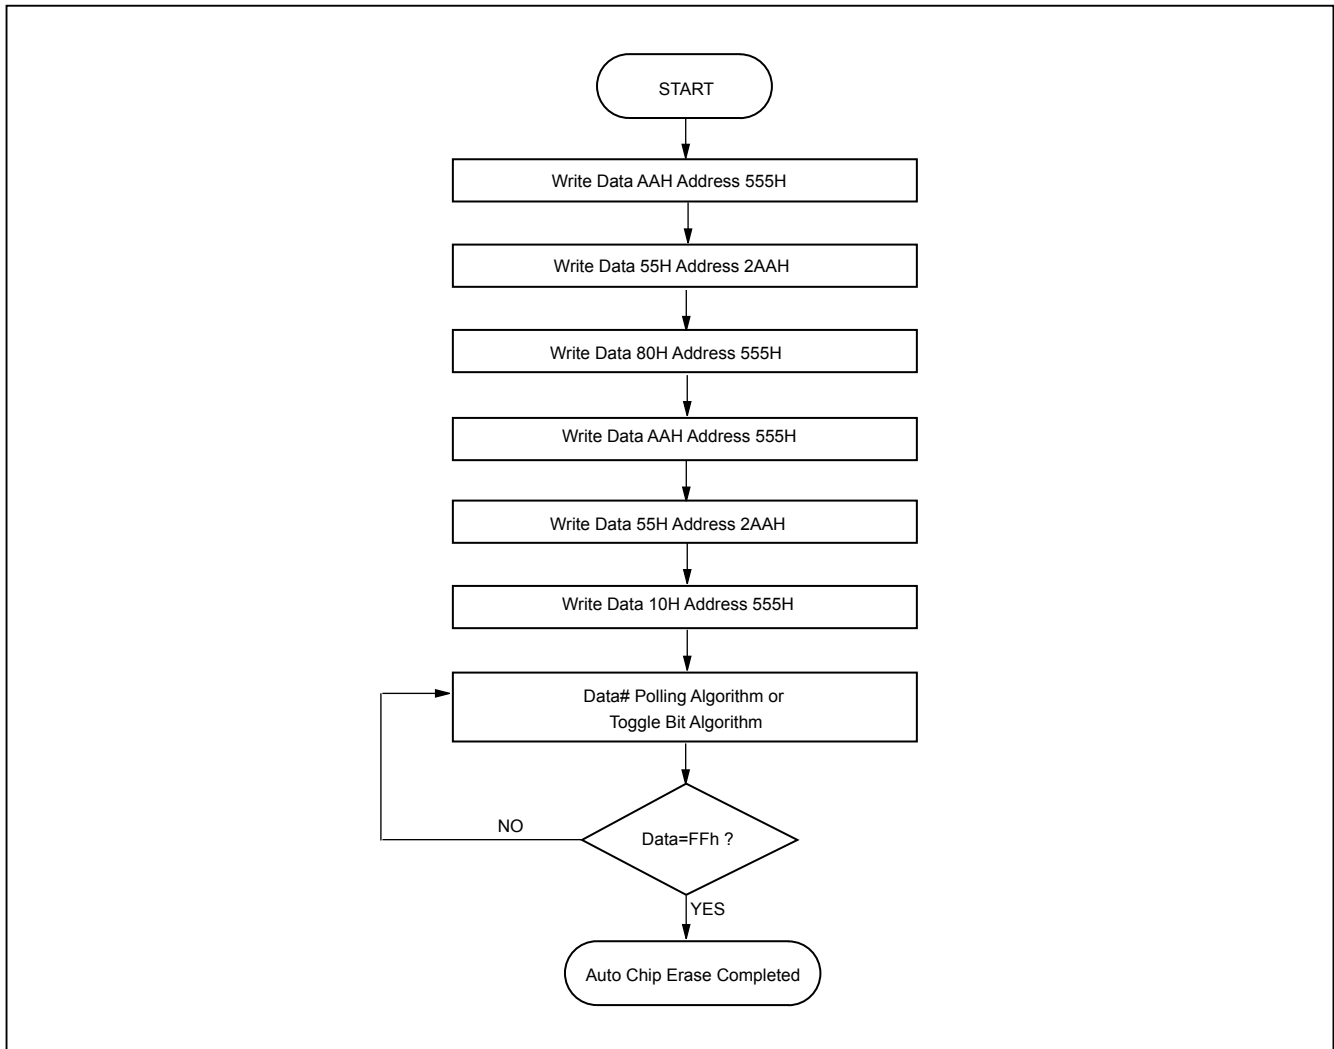 START
Write Data AAH Address 555H
Write Data 55H Address 2AAH
Write Data 80H Address 555H
Write Data AAH Address 555H
Write Data 55H Address 2AAH
Write Data 10H Address 555H
Data# Polling Algorithm or
Toggle Bit Algorithm
NO
Data=FFh ?
YES
Auto Chip Erase Completed